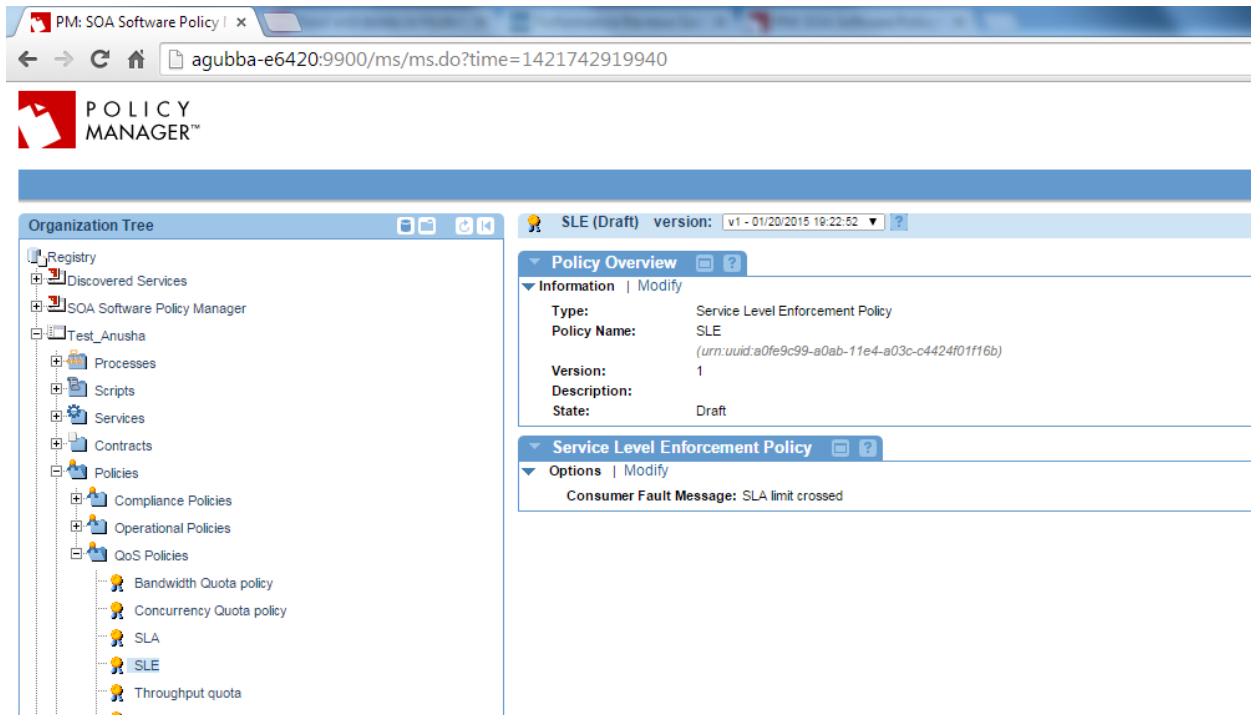 PM: SOA Software Policy
agubba-e6420:9900/ms/ms.do?time=1421742919940
POLICY
MANAGER™
Organization Tree
Registry
Discovered Services
SOA Software Policy Manager
Test_Anusha
Processes
Scripts
Services
Contracts
Policies
Compliance Policies
Operational Policies
QoS Policies
Bandwidth Quota policy
Concurrency Quota policy
SLA
SLE
Throughput quota
SLE (Draft) version: v1 - 01/20/2015 19:22:52
Policy Overview
Information | Modify
Type: Service Level Enforcement Policy
Policy Name: SLE
(urn:uuid:a0fe9c99-a0ab-11e4-a03c-c4424f01f16b)
Version: 1
Description:
State: Draft
Service Level Enforcement Policy
Options | Modify
Consumer Fault Message: SLA limit crossed